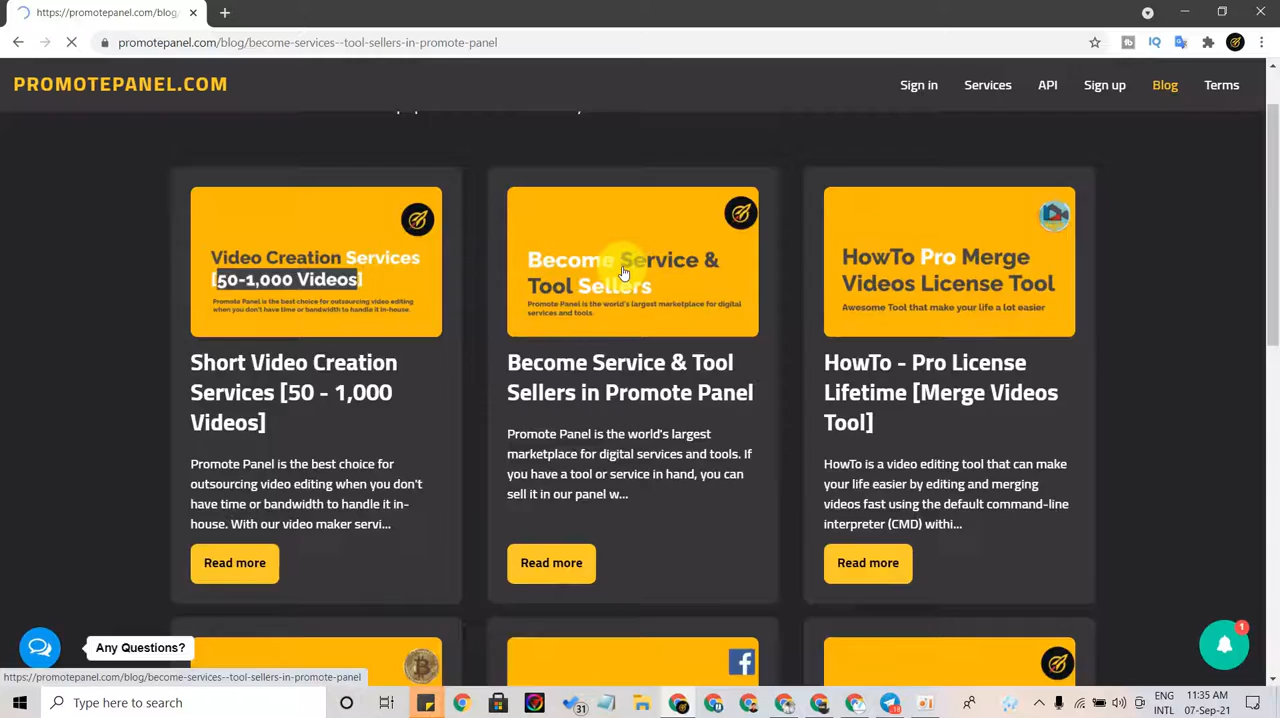 https://promotepanel.com/blog/
promotepanel.com/blog/become-services--tool-sellers-in-promote-panel
PROMOTEPANEL.COM
Sign in
Services
API
Sign up
Blog
Terms
Video Creation Services
[50-1,000 Videos]
Promote Panel is the best choice for outsourcing video editing
when you don't have time or bandwidth to handle it in-house.
Short Video Creation
Services [50 - 1,000
Videos]
Promote Panel is the best choice for
outsourcing video editing when you don't
have time or bandwidth to handle it in-
house. With our video maker servi...
Read more
Become Service &
Tool Sellers
Promote Panel is the world's largest marketplace for digital
services and tools.
Become Service & Tool
Sellers in Promote Panel
Promote Panel is the world's largest
marketplace for digital services and tools. If
you have a tool or service in hand, you can
sell it in our panel w...
Read more
HowTo Pro Merge
Videos License Tool
Awesome Tool that make your life a lot easier
HowTo - Pro License
Lifetime [Merge Videos
Tool]
HowTo is a video editing tool that can make
your life easier by editing and merging
videos fast using the default command-line
interpreter (CMD) withi...
Read more
Any Questions?
1
https://promotepanel.com/blog/become-services--tool-sellers-in-promote-panel
Type here to search
31
ENG
INTL
11:35 AM
07-Sep-21